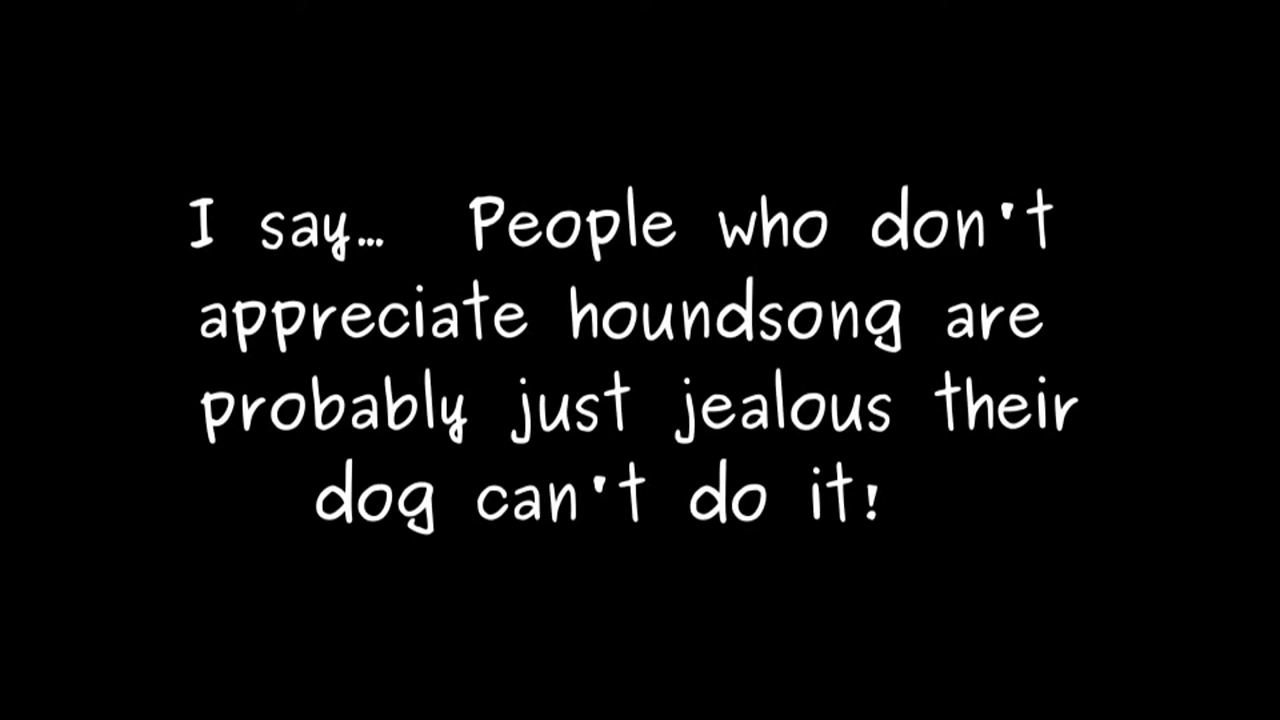 I say... People who don't
appreciate houndsong are
probably just jealous their
dog can't do it!